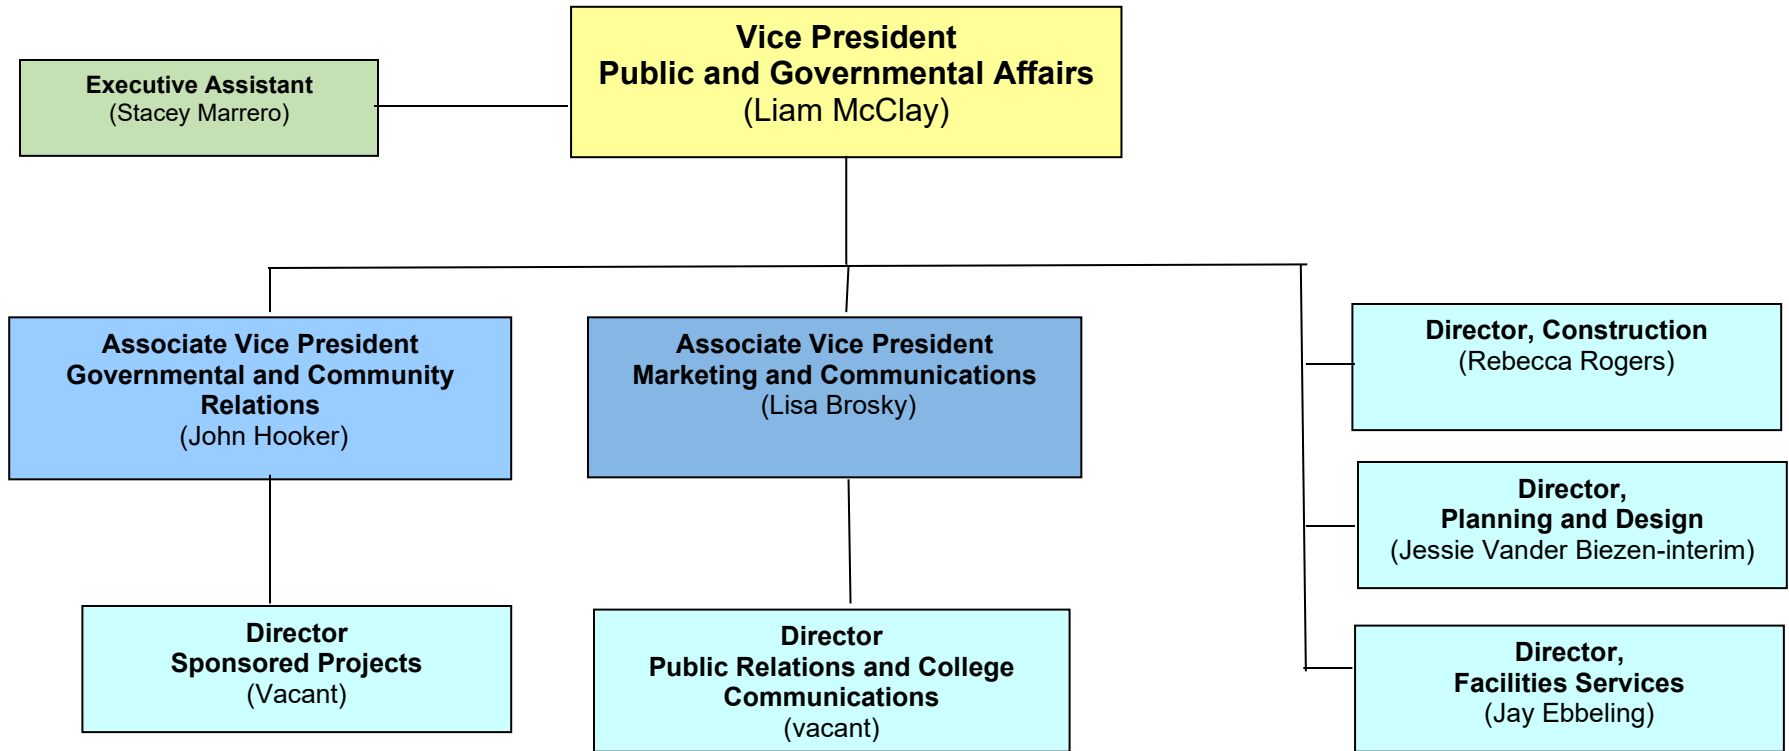 Vice President
Public and Governmental Affairs
(Liam McClay)
Executive Assistant
(Stacey Marrero)
Associate Vice President
Governmental and Community
Relations
(John Hooker)
Associate Vice President
Marketing and Communications
(Lisa Brosky)
Director, Construction
(Rebecca Rogers)
Director,
Planning and Design
(Jessie Vander Biezen-interim)
Director
Sponsored Projects
(Vacant)
Director
Public Relations and College
Communications
(vacant)
Director,
Facilities Services
(Jay Ebbeling)